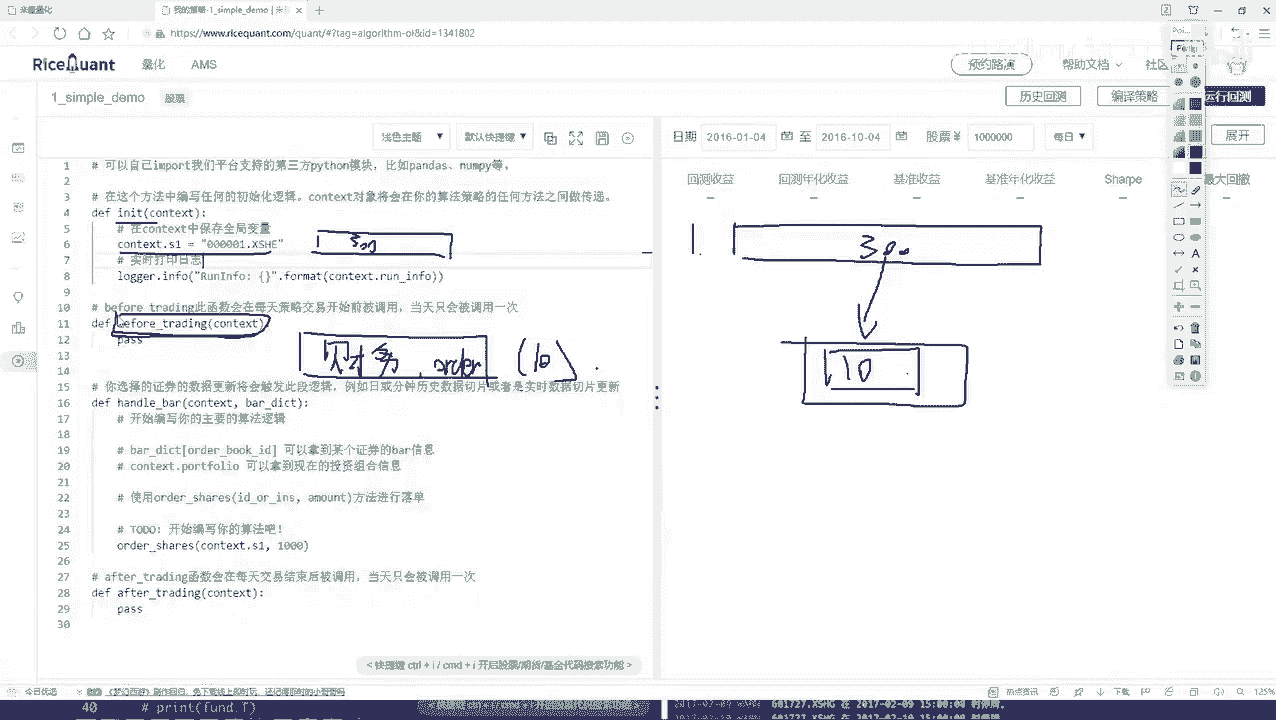 米筐量化
我的策略-1_simple_demo | 米
https://www.ricequant.com/quant/#?tag=algorithm-of&id=1341802
RiceQuant
量化
AMS
预约路演
帮助文档
社区
1_simple_demo
股票
历史回测
编译策略
运行回测
浅色主题
默认快捷键
日期
2016-01-04
至
2016-10-04
股票 ¥
1000000
每日
展开
回测收益
回测年化收益
基准收益
基准年化收益
Sharpe
最大回撤
1 # 可以自己import我们平台支持的第三方python模块，比如pandas、numpy等。
2
3 # 在这个方法中编写任何的初始化逻辑。context对象将会在你的算法策略的任何方法之间做传递。
4 def init(context):
5 # 在context中保存全局变量
6 context.s1 = "000001.XSHE"
7 # 实时打印日志
8 logger.info("RunInfo: {}".format(context.run_info))
9
10 # before_trading此函数会在每天策略交易开始前被调用，当天只会被调用一次
11 def before_trading(context)
12 pass
13
14
15 # 你选择的证券的数据更新将会触发此段逻辑，例如日或分钟历史数据切片或者是实时数据切片更新
16 def handle_bar(context, bar_dict):
17 # 开始编写你的主要的算法逻辑
18
19 # bar_dict[order_book_id] 可以拿到某个证券的bar信息
20 # context.portfolio 可以拿到现在的投资组合信息
21
22 # 使用order_shares(id_or_ins, amount)方法进行落单
23
24 # TODO: 开始编写你的算法吧！
25 order_shares(context.s1, 1000)
26
27 # after_trading函数会在每天交易结束后被调用，当天只会被调用一次
28 def after_trading(context):
29 pass
30
300
财务, order (10)
1.
300
10
<快捷键 ctrl + i / cmd + i 开启股票/期货/基金代码搜索功能 >
今日优选
热点资讯
下载
125%
40 # print(fund.T)